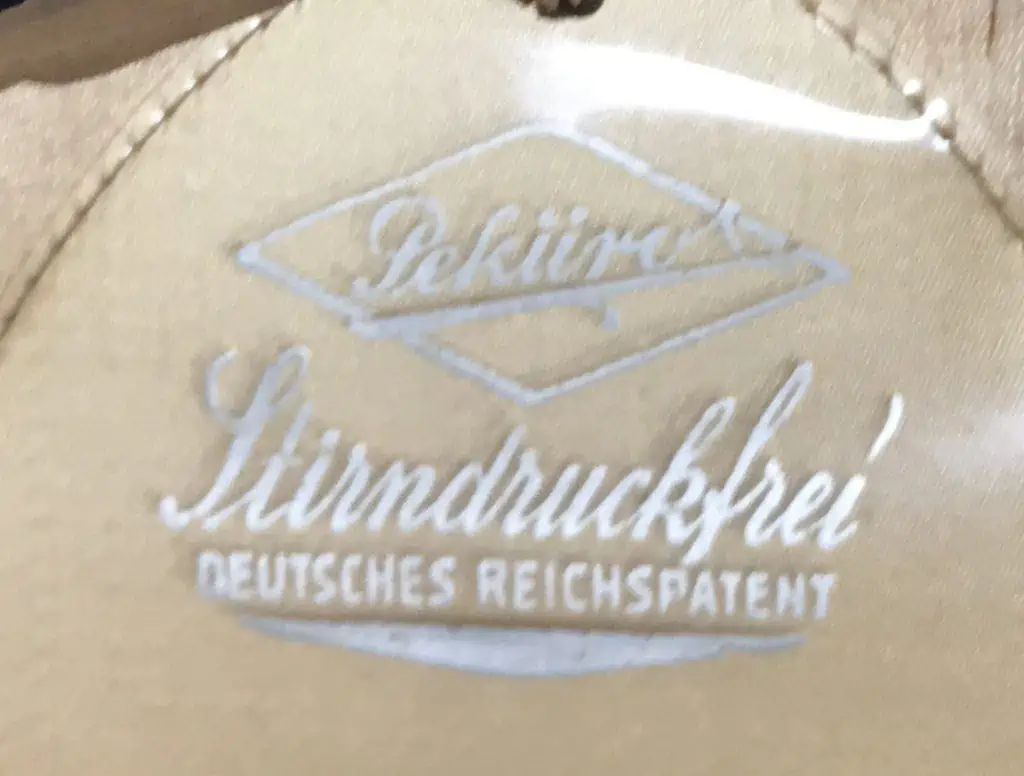 Peküro
Stirndruckfrei
DEUTSCHES REICHSPATENT